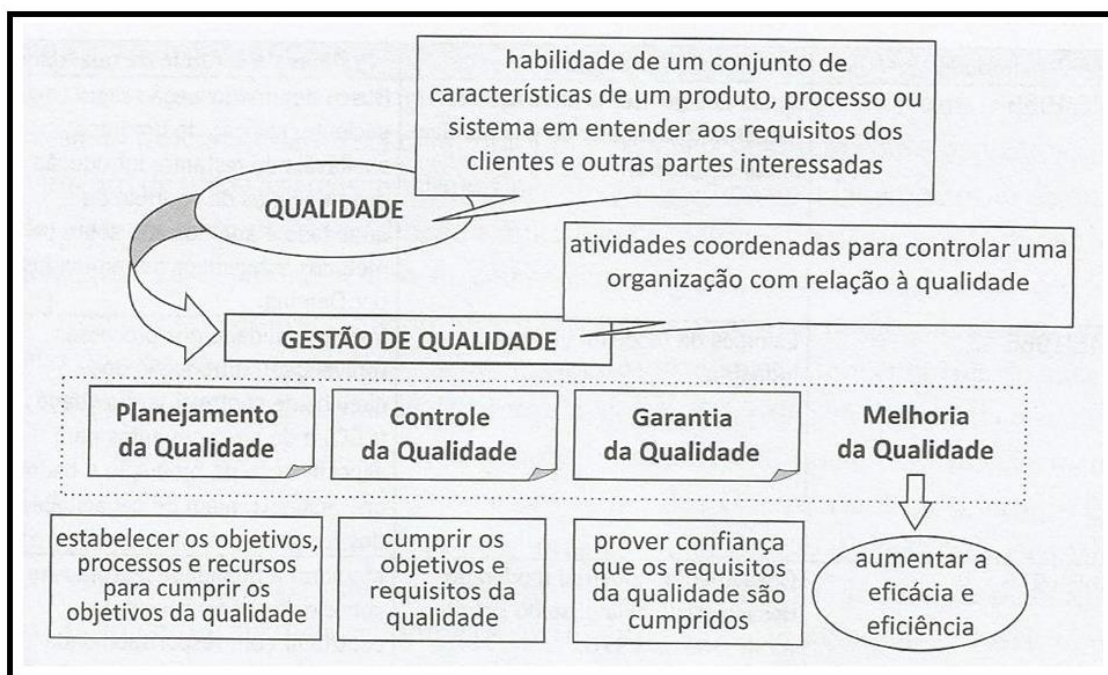 habilidade de um conjunto de
características de um produto, processo ou
sistema em entender aos requisitos dos
clientes e outras partes interessadas
QUALIDADE
atividades coordenadas para controlar uma
organização com relação à qualidade
GESTÃO DE QUALIDADE
Planejamento
da Qualidade
Controle
da Qualidade
Garantia
da Qualidade
Melhoria
da Qualidade
estabelecer os objetivos,
processos e recursos
para cumprir os
objetivos da qualidade
cumprir os
objetivos e
requisitos da
qualidade
prover confiança
que os requisitos
da qualidade são
cumpridos
aumentar a
eficácia e
eficiência